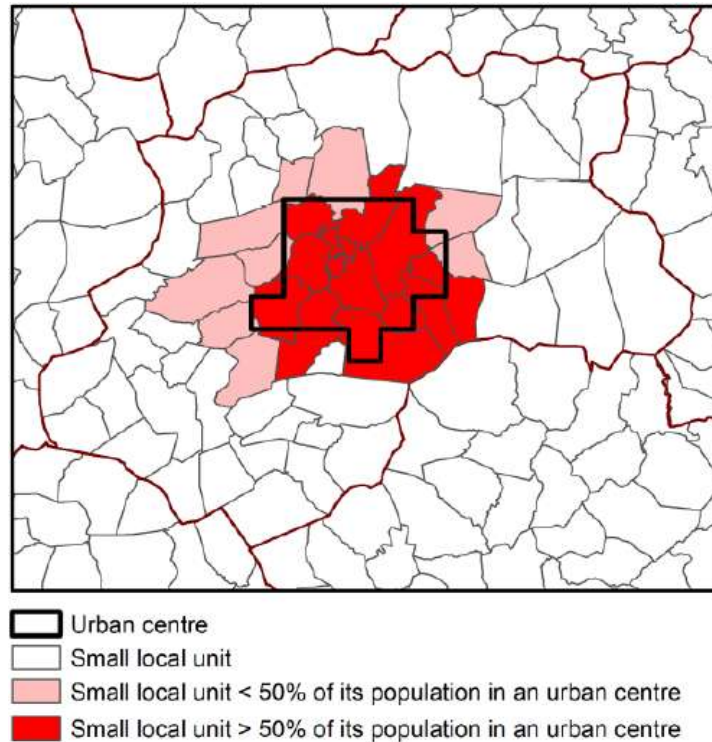 Urban centre
Small local unit
Small local unit < 50% of its population in an urban centre
Small local unit > 50% of its population in an urban centre